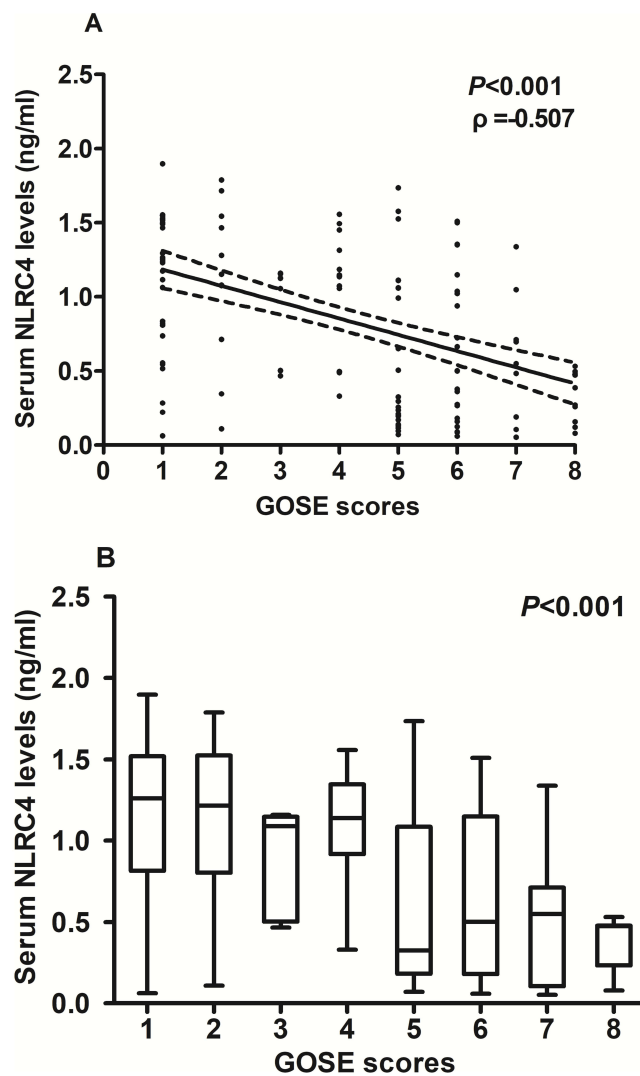 A
Serum NLRC4 levels (ng/ml)
2.5
2.0
1.5
1.0
0.5
0.0
P<0.001
ρ =-0.507
0 1 2 3 4 5 6 7 8
GOSE scores
B
Serum NLRC4 levels (ng/ml)
2.5
2.0
1.5
1.0
0.5
0.0
P<0.001
1 2 3 4 5 6 7 8
GOSE scores